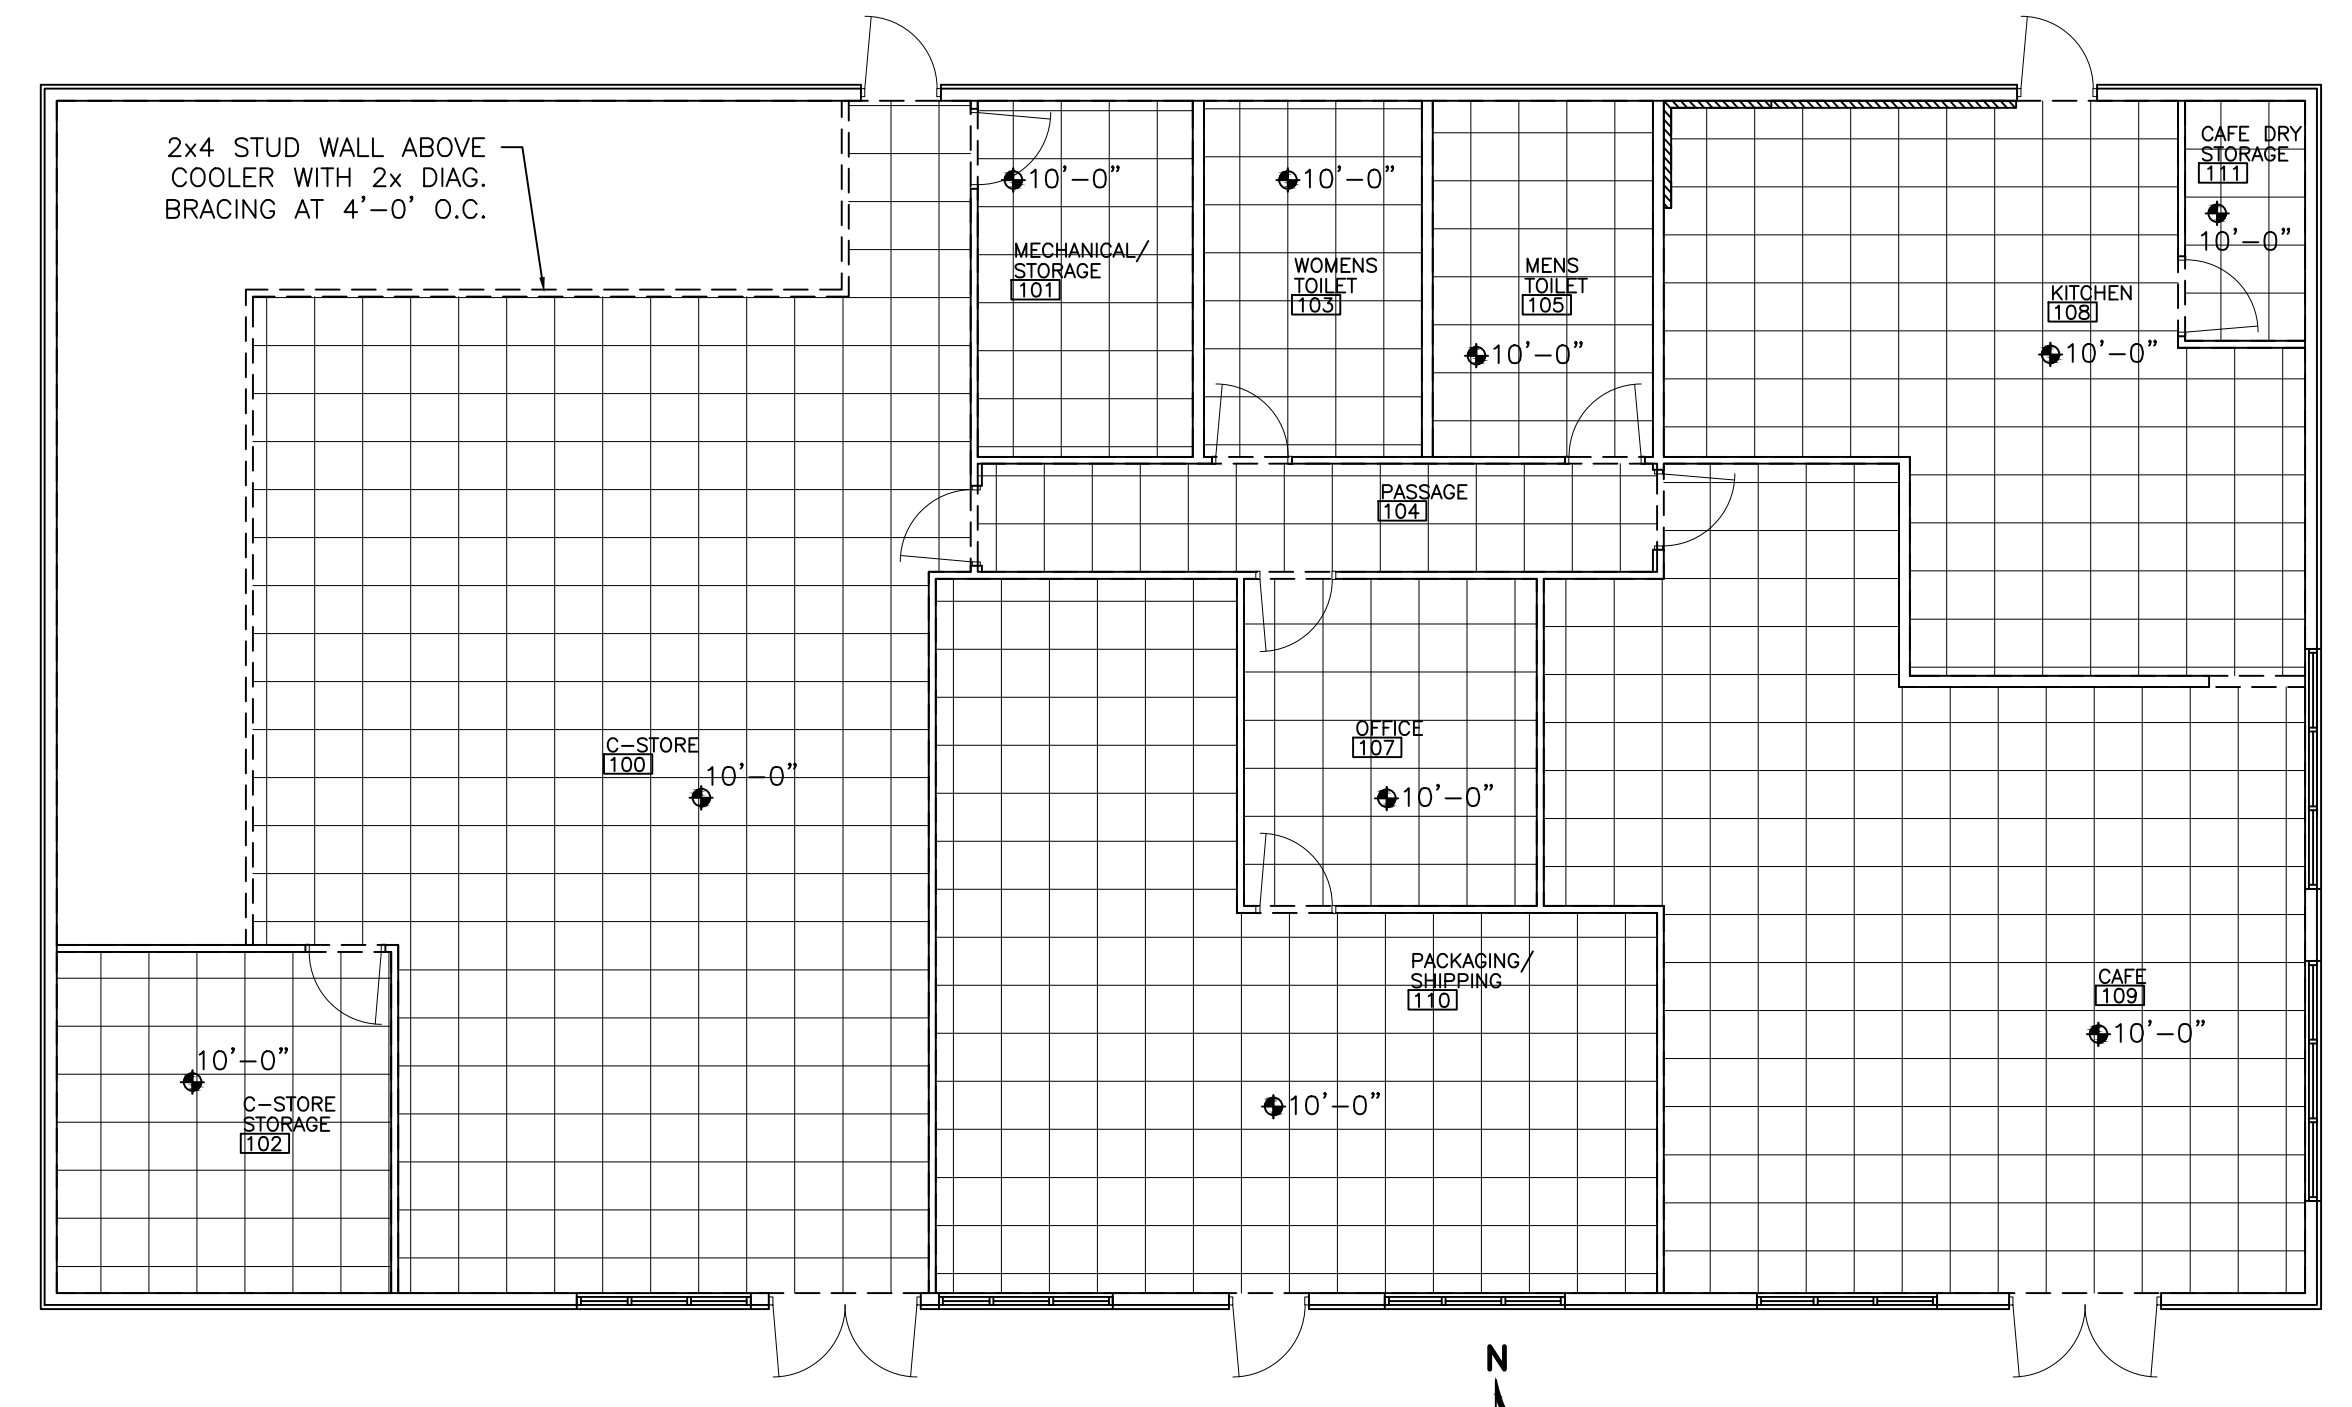 2x4 STUD WALL ABOVE
COOLER WITH 2x DIAG.
BRACING AT 4'-0' O.C.
10'-0"
MECHANICAL/
STORAGE
101
10'-0"
WOMENS
TOILET
103
MENS
TOILET
105
10'-0"
CAFE DRY
STORAGE
111
10'-0"
KITCHEN
108
10'-0"
PASSAGE
104
C-STORE
100
10'-0"
OFFICE
107
10'-0"
PACKAGING/
SHIPPING
110
10'-0"
CAFE
109
10'-0"
10'-0"
C-STORE
STORAGE
102
N